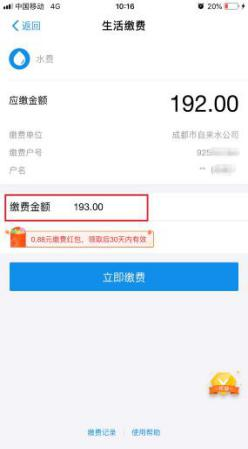 中国移动 4G 10:16 20%
返回 生活缴费
水费
应缴金额 192.00
缴费单位 成都市自来水公司
缴费户号 925
户名 **
缴费金额 193.00
0.88元缴费红包，领取后30天内有效
立即缴费
缴费记录 使用帮助